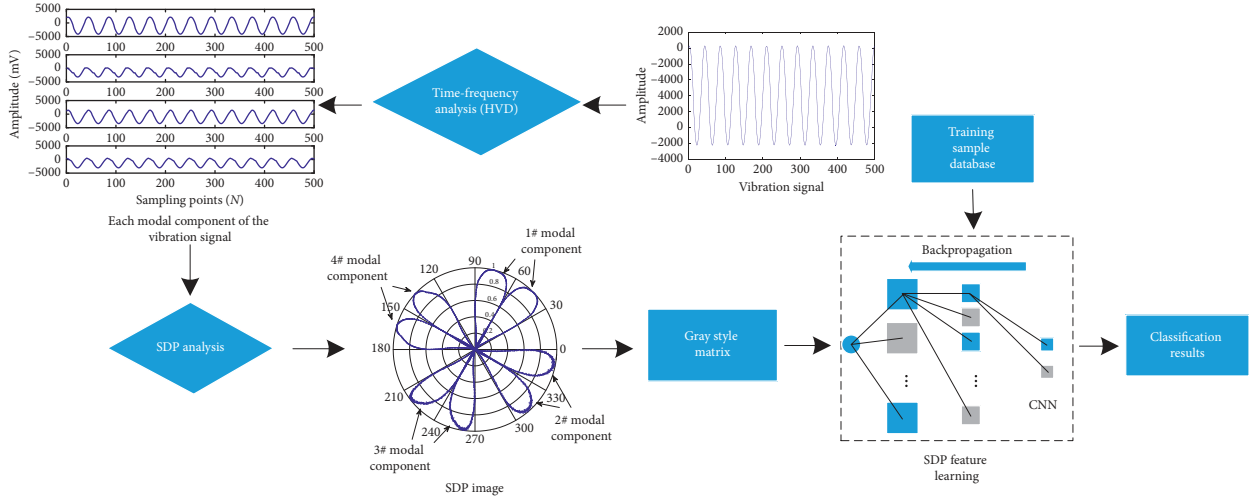 5000
0
−5000
0
100
200
300
400
500
5000
0
−5000
0
100
200
300
400
500
5000
0
−5000
0
100
200
300
400
500
5000
0
−5000
0
100
200
300
400
500
Amplitude (mV)
Sampling points (N)
Each modal component of the
vibration signal
Time-frequency
analysis (HVD)
2000
0
−2000
4000
2000
0
−2000
−4000
0
100
200
300
400
500
Amplitude
Vibration signal
Training
sample
database
SDP analysis
1# modal
component
4# modal
component
90
120
60
150
30
180
0
210
330
240
300
270
1
0.8
0.6
0.4
0.2
3# modal
component
2# modal
component
SDP image
Gray style
matrix
Backpropagation
...
...
CNN
SDP feature
learning
Classification
results